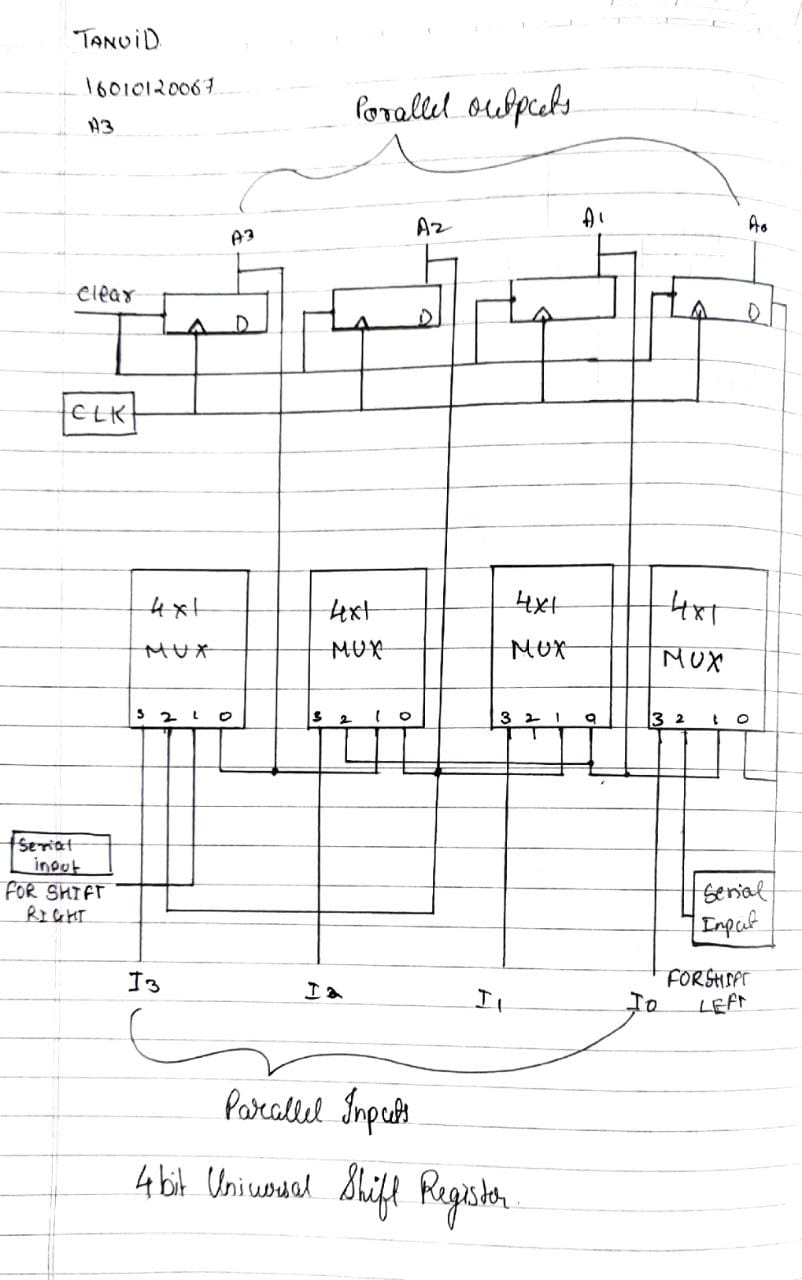 TANVI D
16010120067
A3
Parallel outputs
A3 A2 A1 A0
Clear
D D D
CLK
4x1 4x1 4x1 4x1
MUX MUX MUX MUX
3 2 1 0 3 2 1 0 3 2 1 0 3 2 1 0
Serial
input
FOR SHIFT
RIGHT
Serial
Input
FOR SHIFT
LEFT
I3 I2 I1 I0
Parallel Inputs
4 bit Universal Shift Register.